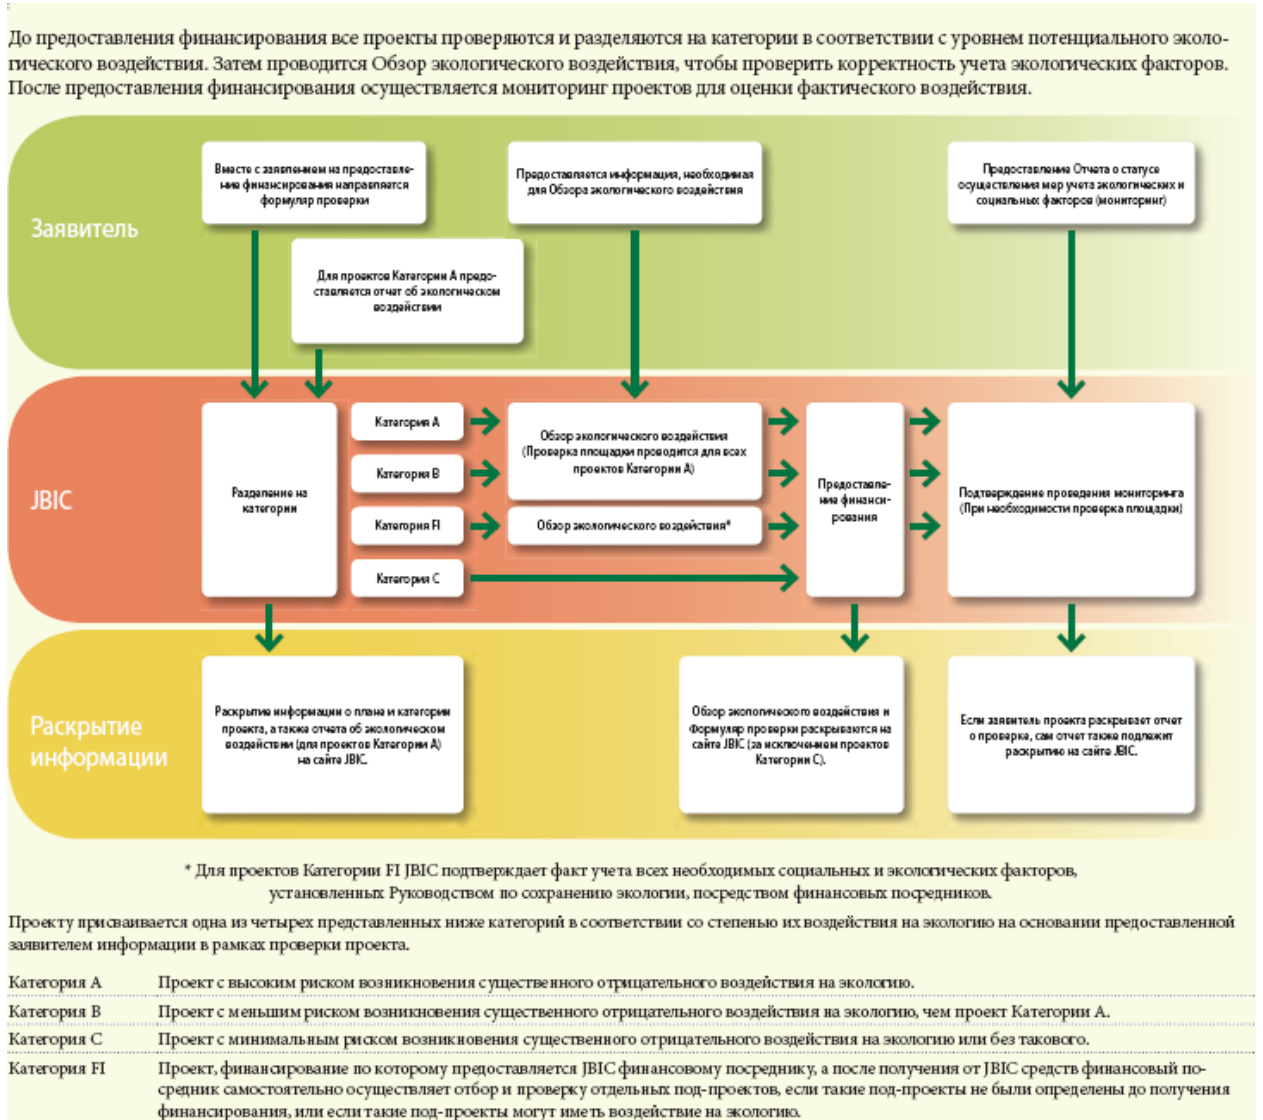 До предоставления финансирования все проекты проверяются и разделяются на категории в соответствии с уровнем потенциального эколо-
гического воздействия. Затем проводится Обзор экологического воздействия, чтобы проверить корректность учета экологических факторов.
После предоставления финансирования осуществляется мониторинг проектов для оценки фактического воздействия.
Заявитель
Вместе с заявлением на предоставле-
ние финансирования направляется
формуляр проверки
Предоставляется информация, необходимая
для Обзора экологического воздействия
Предоставление Отчета о статусе
осуществления мер учета экологических и
социальных факторов (мониторинг)
Для проектов Категории А предо-
ставляется отчет об экологическом
воздействии
JBIC
Разделение на
категории
Категория А
Категория B
Категория FI
Категория C
Обзор экологического воздействия
(Проверка площадки проводится для всех
проектов Категории А)
Обзор экологического воздействия*
Предоставле-
ние финанси-
рования
Подтверждение проведения мониторинга
(При необходимости проверка площадки)
Раскрытие
информации
Раскрытие информации о плане и категории
проекта, а также отчета об экологическом
воздействии (для проектов Категории А)
на сайте JBIC.
Обзор экологического воздействия и
Формуляр проверки раскрываются на
сайте JBIC (за исключением проектов
Категории C).
Если заявитель проекта раскрывает отчет
о проверке, сам отчет также подлежит
раскрытию на сайте JBIC.
* Для проектов Категории FI JBIC подтверждает факт учета всех необходимых социальных и экологических факторов,
установленных Руководством по сохранению экологии, посредством финансовых посредников.
Проекту присваивается одна из четырех представленных ниже категорий в соответствии со степенью их воздействия на экологию на основании предоставленной
заявителем информации в рамках проверки проекта.
Категория А Проект с высоким риском возникновения существенного отрицательного воздействия на экологию.
Категория B Проект с меньшим риском возникновения существенного отрицательного воздействия на экологию, чем проект Категории А.
Категория C Проект с минимальным риском возникновения существенного отрицательного воздействия на экологию или без такового.
Категория FI Проект, финансирование по которому предоставляется JBIC финансовому посреднику, а после получения от JBIC средств финансовый по-
средник самостоятельно осуществляет отбор и проверку отдельных под-проектов, если такие под-проекты не были определены до получения
финансирования, или если такие под-проекты могут иметь воздействие на экологию.